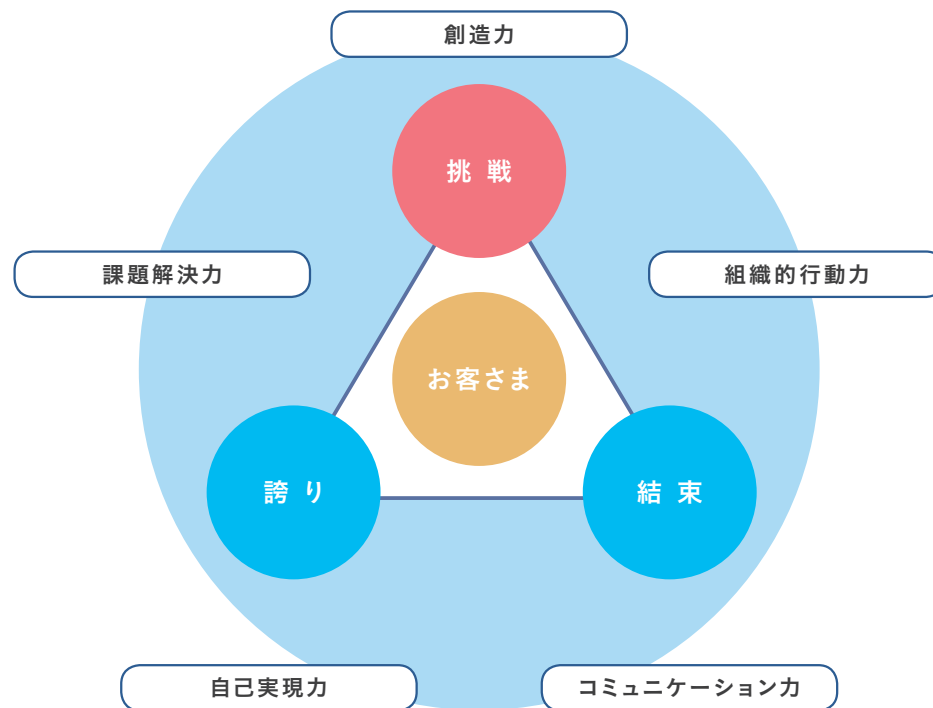 創造力
挑 戦
課題解決力
組織的行動力
お客さま
誇 り
結 束
自己実現力
コミュニケーション力